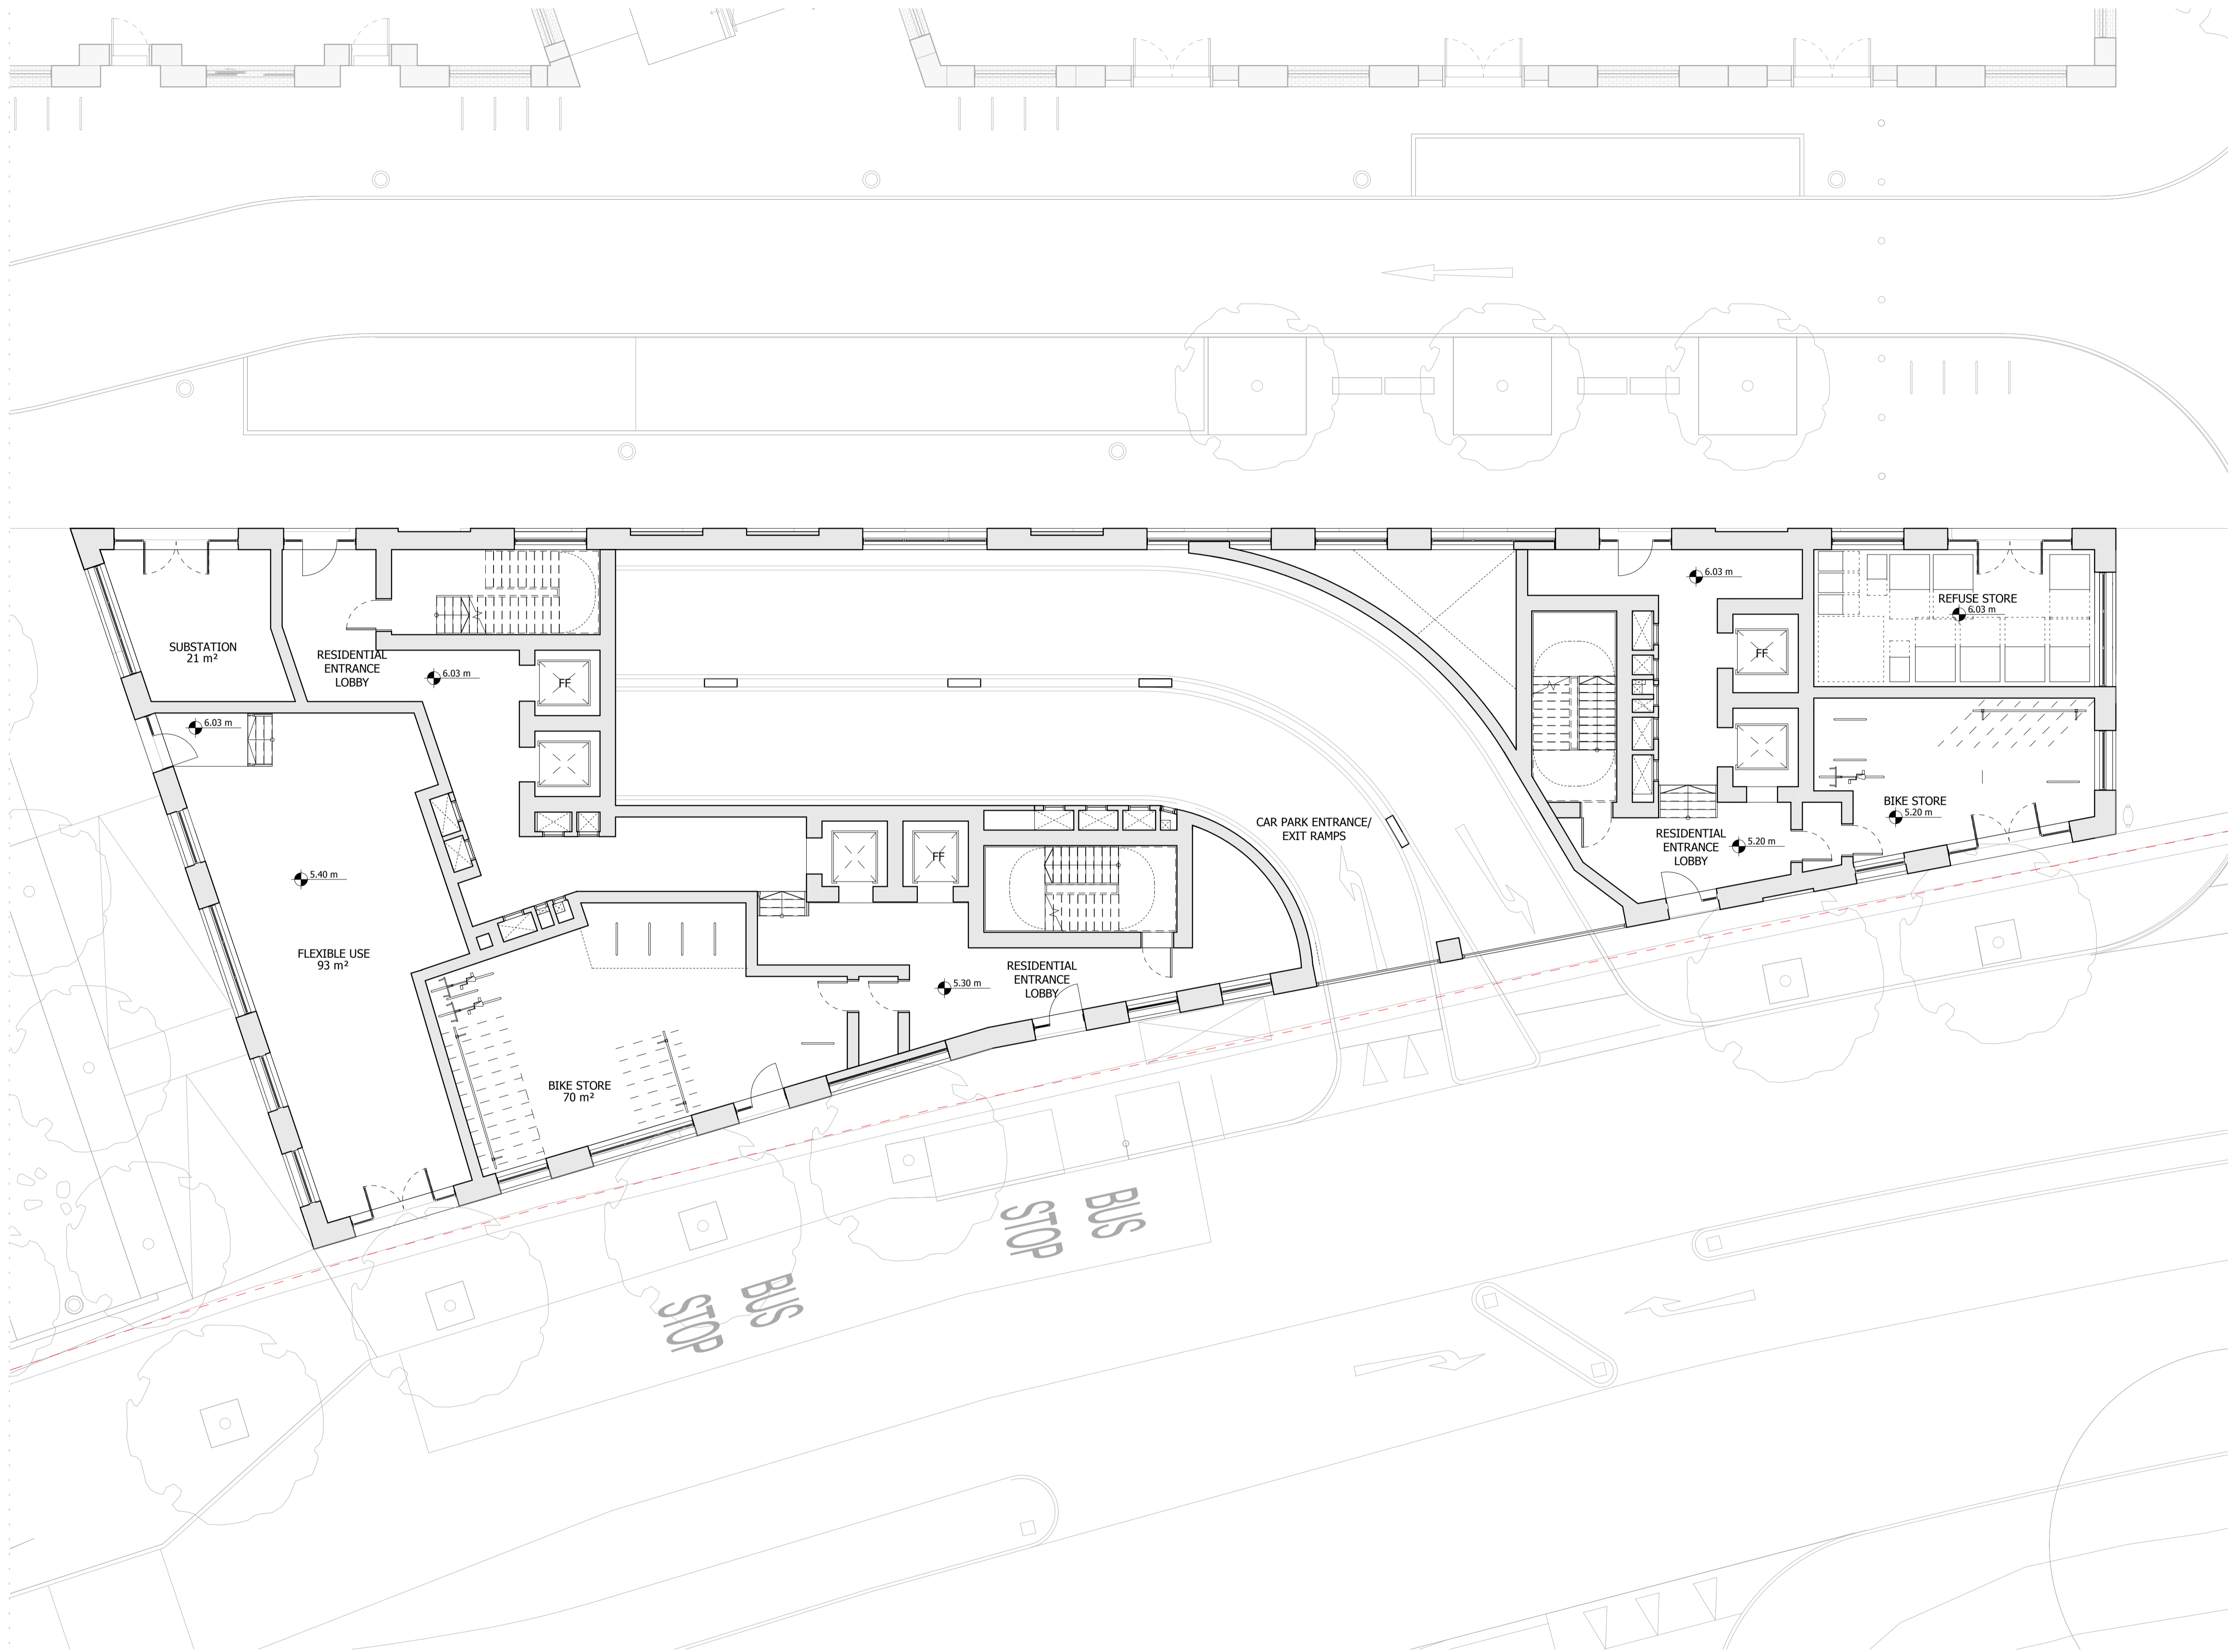 6.03 m
FF
REFUSE STORE
6.03 m
SUBSTATION
21 m²
RESIDENTIAL
ENTRANCE
LOBBY
6.03 m
FF
6.03 m
BIKE STORE
5.20 m
CAR PARK ENTRANCE/
EXIT RAMPS
RESIDENTIAL
ENTRANCE
LOBBY
5.20 m
FF
5.40 m
FLEXIBLE USE
93 m²
RESIDENTIAL
ENTRANCE
LOBBY
5.30 m
BIKE STORE
70 m²
BUS
STOP
BUS
STOP